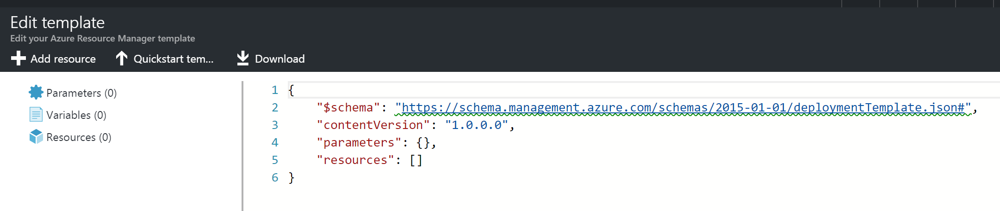 Edit template
Edit your Azure Resource Manager template
Add resource
Quickstart tem...
Download
Parameters (0)
Variables (0)
Resources (0)
1 {
2     "$schema": "https://schema.management.azure.com/schemas/2015-01-01/deploymentTemplate.json#",
3     "contentVersion": "1.0.0.0",
4     "parameters": {},
5     "resources": []
6 }